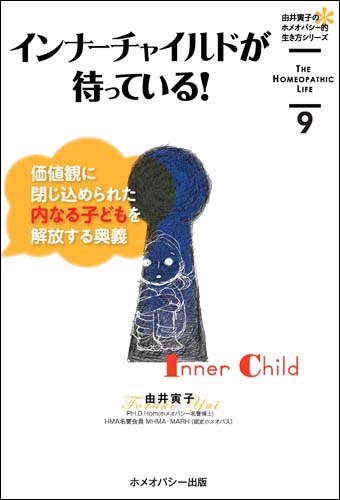 由井寅子の
ホメオパシー的
生き方シリーズ
THE
HOMEOPATHIC
LIFE
9
インナーチャイルドが
待っている!
価値観に
閉じ込められた
内なる子どもを
解放する奥義
Inner Child
由井寅子
Torako Yui
PH.D.Hom(ホメオパシー名誉博士)
HMA名誉会員 MHMA・MARH(認定ホメオパス)
ホメオパシー出版